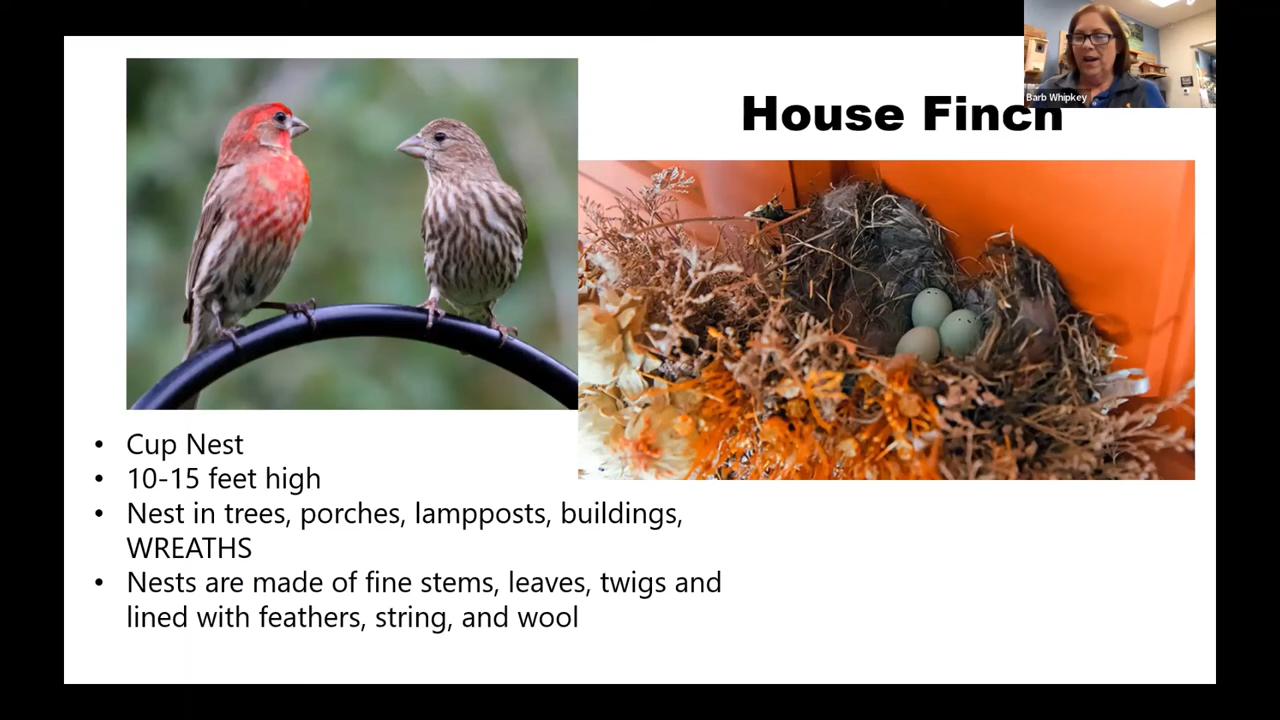 Barb Whipkey
House Finch
• Cup Nest
• 10-15 feet high
• Nest in trees, porches, lampposts, buildings,
WREATHS
• Nests are made of fine stems, leaves, twigs and
lined with feathers, string, and wool